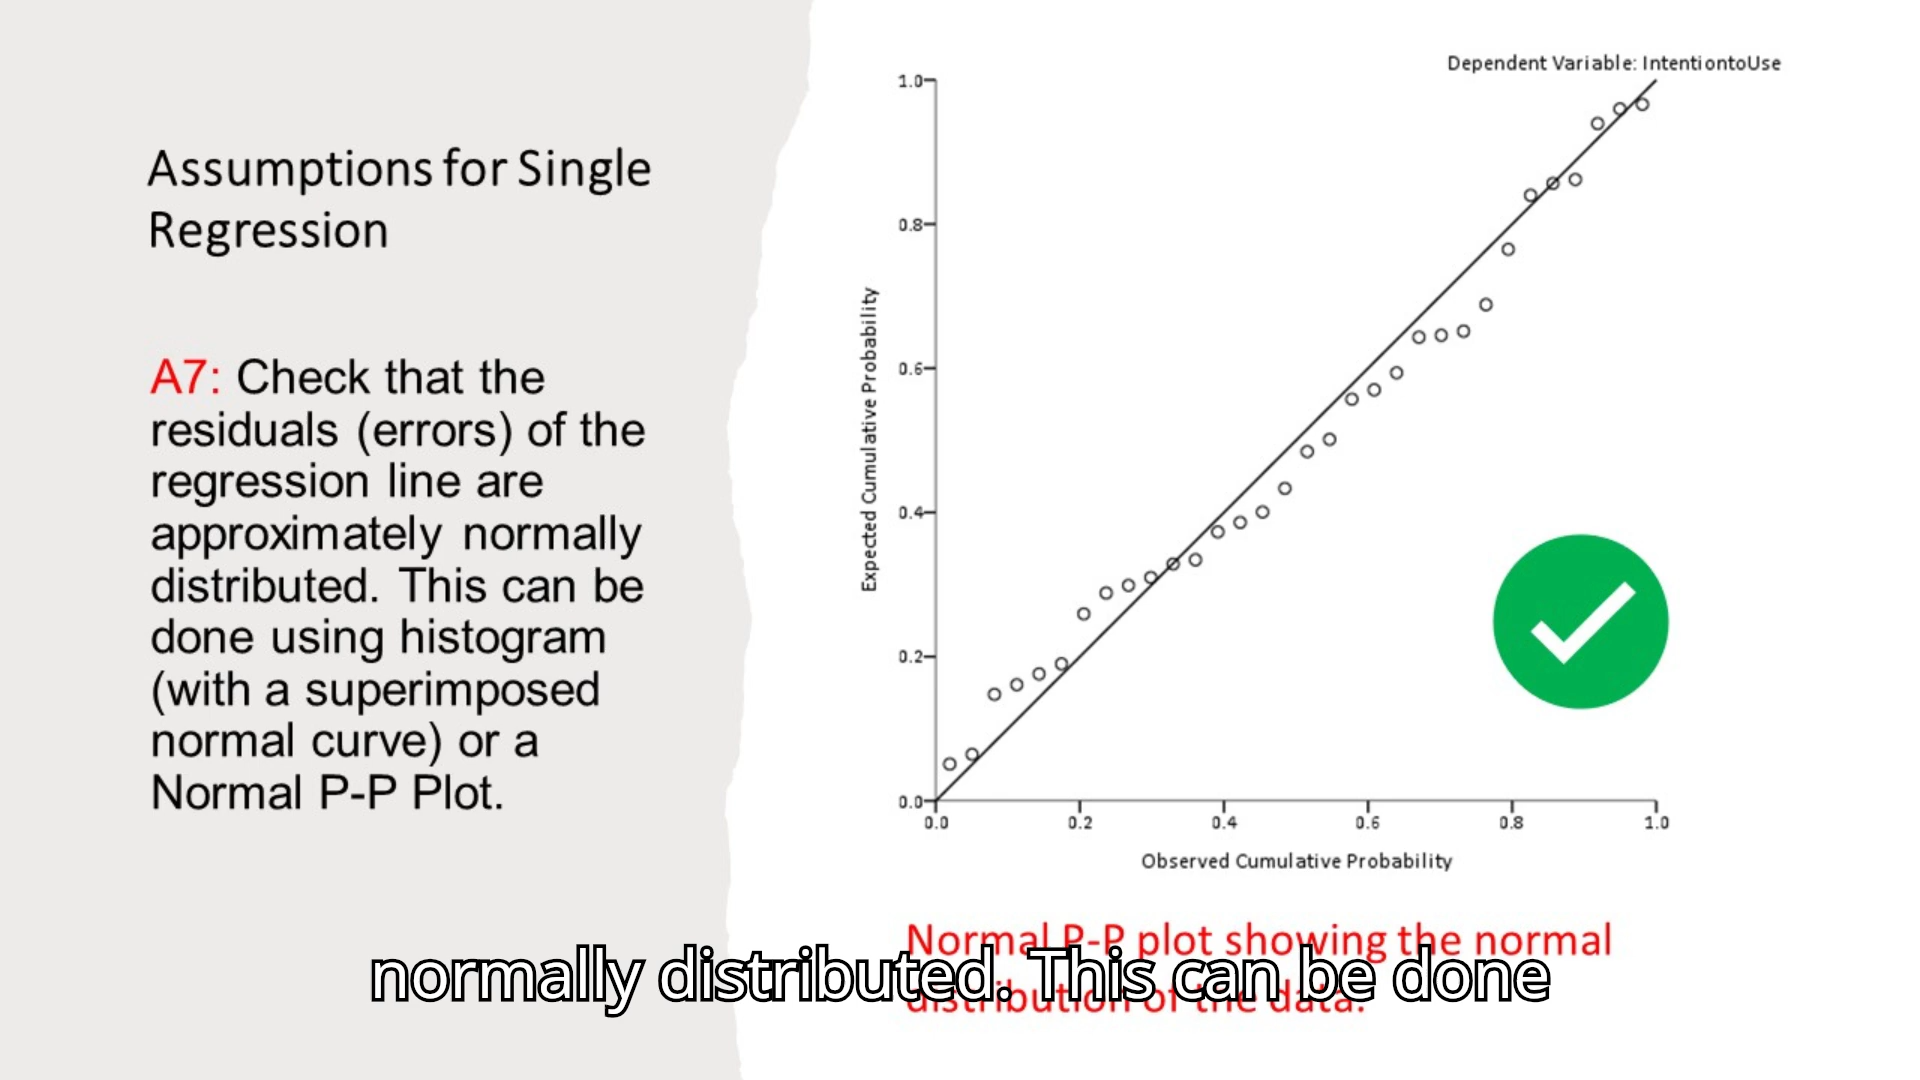 Assumptions for Single
Regression
A7: Check that the
residuals (errors) of the
regression line are
approximately normally
distributed. This can be
done using histogram
(with a superimposed
normal curve) or a
Normal P-P Plot.
Dependent Variable: IntentiontoUse
Expected Cumulative Probability
1.0
0.8
0.6
0.4
0.2
0.0
0.0 0.2 0.4 0.6 0.8 1.0
Observed Cumulative Probability
Normal P-P plot showing the normal
distribution of the data.
normally distributed. This can be done